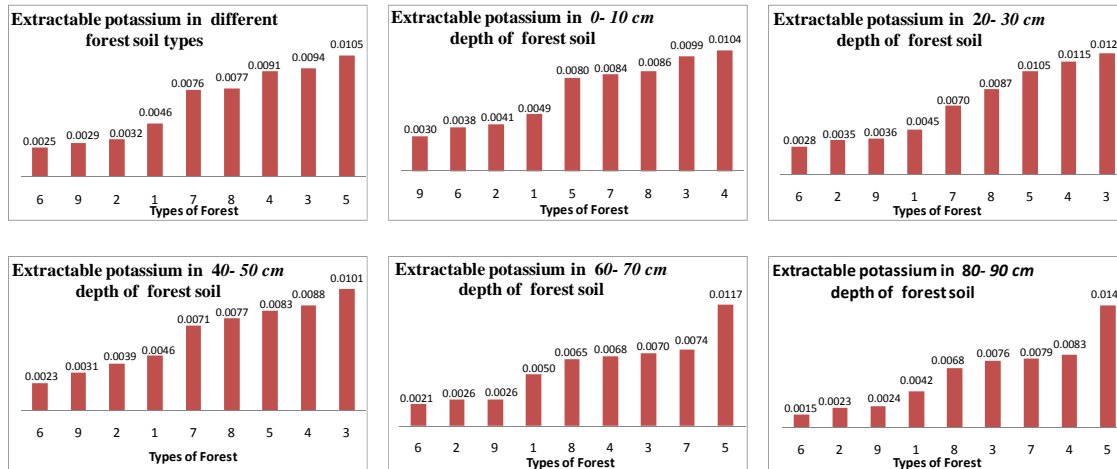 Extractable potassium in different
forest soil types
0.0025 0.0029 0.0032 0.0046 0.0076 0.0077 0.0091 0.0094 0.0105
6 9 2 1 7 8 4 3 5
Types of Forest
Extractable potassium in 0- 10 cm
depth of forest soil
0.0030 0.0038 0.0041 0.0049 0.0080 0.0084 0.0086 0.0099 0.0104
9 6 2 1 5 7 8 3 4
Types of Forest
Extractable potassium in 20- 30 cm
depth of forest soil
0.0028 0.0035 0.0036 0.0045 0.0070 0.0087 0.0105 0.0115 0.012
6 2 9 1 7 8 5 4 3
Types of Forest
Extractable potassium in 40- 50 cm
depth of forest soil
0.0023 0.0031 0.0039 0.0046 0.0071 0.0077 0.0083 0.0088 0.0101
6 9 2 1 7 8 5 4 3
Types of Forest
Extractable potassium in 60- 70 cm
depth of forest soil
0.0021 0.0026 0.0026 0.0050 0.0065 0.0068 0.0070 0.0074 0.0117
6 2 9 1 8 4 3 7 5
Types of Forest
Extractable potassium in 80- 90 cm
depth of forest soil
0.0015 0.0023 0.0024 0.0042 0.0068 0.0076 0.0079 0.0083 0.014
6 2 9 1 8 3 7 4 5
Types of Forest